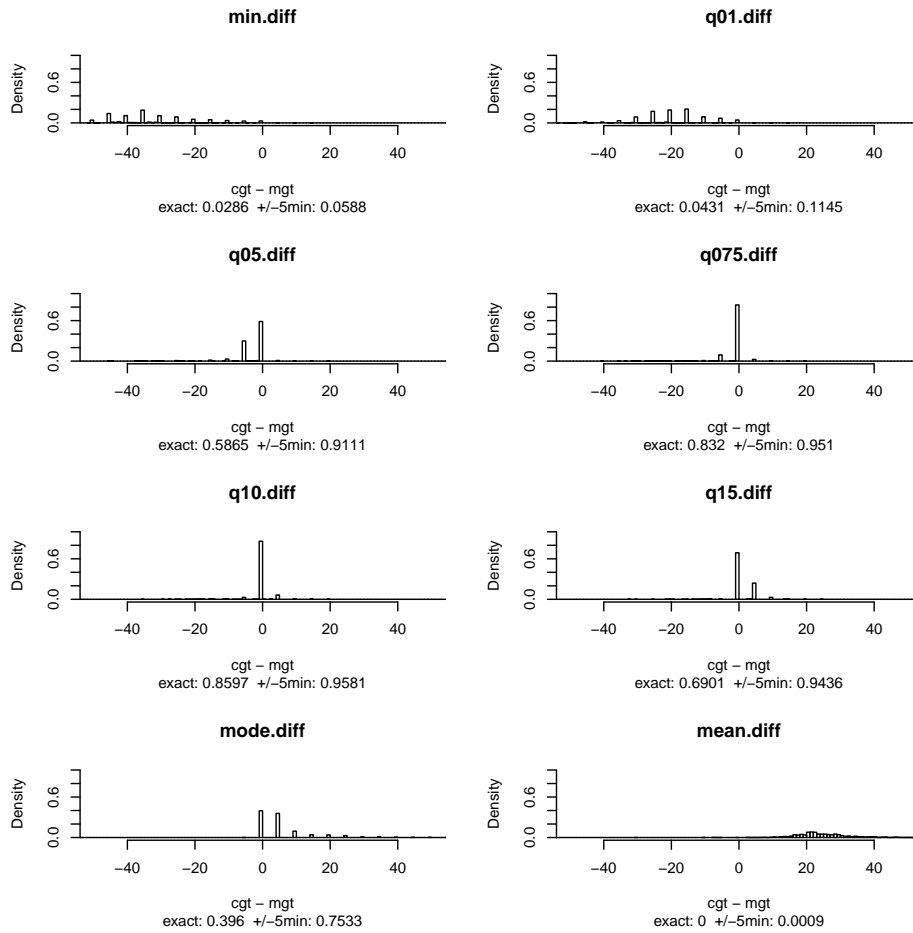 min.diff
Density
0.0 0.6
−40 −20 0 20 40
cgt − mgt
exact: 0.0286 +/−5min: 0.0588
q01.diff
Density
0.0 0.6
−40 −20 0 20 40
cgt − mgt
exact: 0.0431 +/−5min: 0.1145
q05.diff
Density
0.0 0.6
−40 −20 0 20 40
cgt − mgt
exact: 0.5865 +/−5min: 0.9111
q075.diff
Density
0.0 0.6
−40 −20 0 20 40
cgt − mgt
exact: 0.832 +/−5min: 0.951
q10.diff
Density
0.0 0.6
−40 −20 0 20 40
cgt − mgt
exact: 0.8597 +/−5min: 0.9581
q15.diff
Density
0.0 0.6
−40 −20 0 20 40
cgt − mgt
exact: 0.6901 +/−5min: 0.9436
mode.diff
Density
0.0 0.6
−40 −20 0 20 40
cgt − mgt
exact: 0.396 +/−5min: 0.7533
mean.diff
Density
0.0 0.6
−40 −20 0 20 40
cgt − mgt
exact: 0 +/−5min: 0.0009